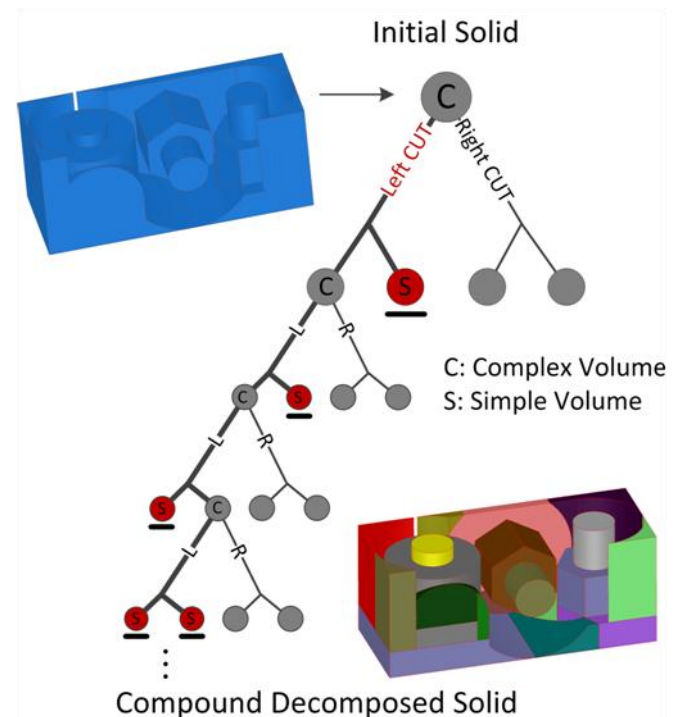 Initial Solid
C
Left CUT
Right CUT
C
S
L
R
C: Complex Volume
S: Simple Volume
C
S
L
R
S
C
L
R
S
S
Compound Decomposed Solid